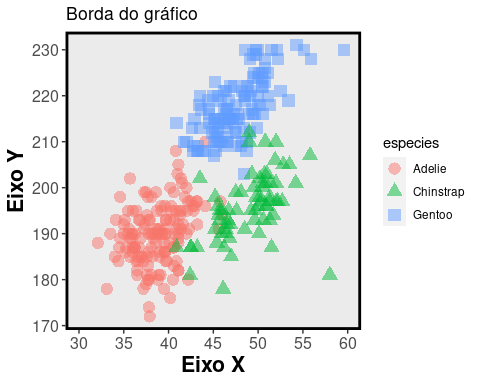 Borda do gráfico
230
220
210
200
190
180
170
30 35 40 45 50 55 60
Eixo Y
Eixo X
especies
Adelie
Chinstrap
Gentoo